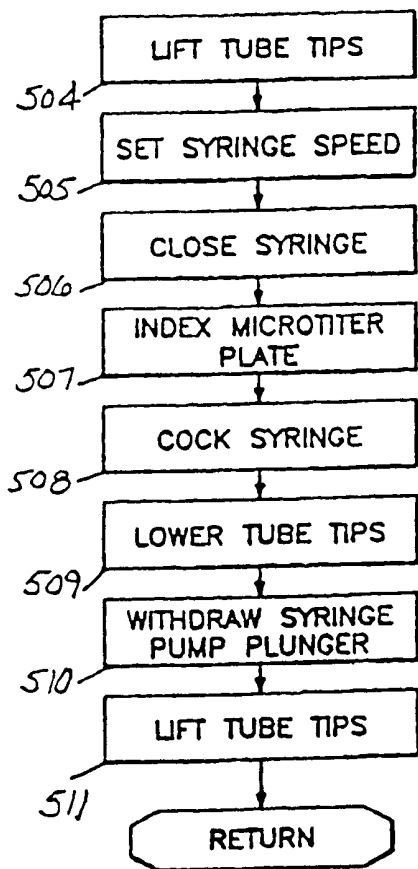 LIFT TUBE TIPS
504
SET SYRINGE SPEED
505
CLOSE SYRINGE
506
INDEX MICROTITER
PLATE
507
COCK SYRINGE
508
LOWER TUBE TIPS
509
WITHDRAW SYRINGE
PUMP PLUNGER
510
LIFT TUBE TIPS
511
RETURN